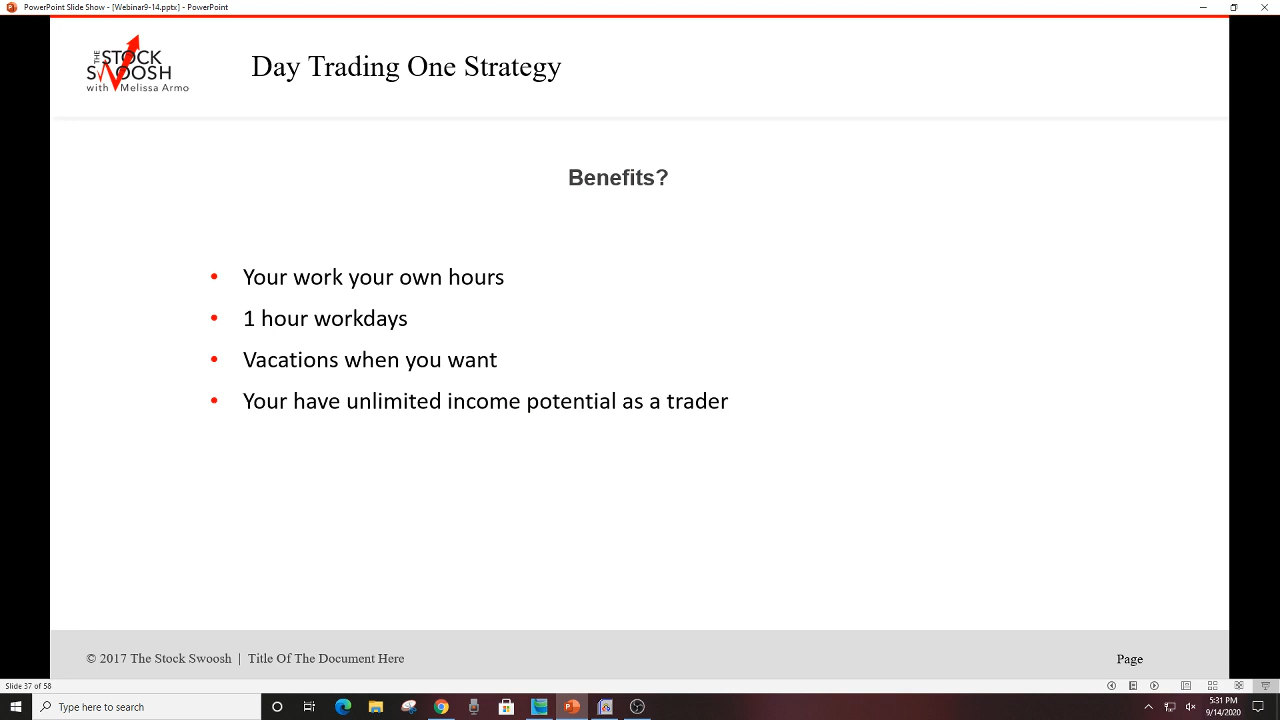 PowerPoint Slide Show - [Webinar9-14.pptx] - PowerPoint
THE STOCK
SWOOSH
with Melissa Armo
Day Trading One Strategy
Benefits?
• Your work your own hours
• 1 hour workdays
• Vacations when you want
• Your have unlimited income potential as a trader
© 2017 The Stock Swoosh | Title Of The Document Here
Page
Slide 37 of 58
Type here to search
5:31 PM
9/14/2020